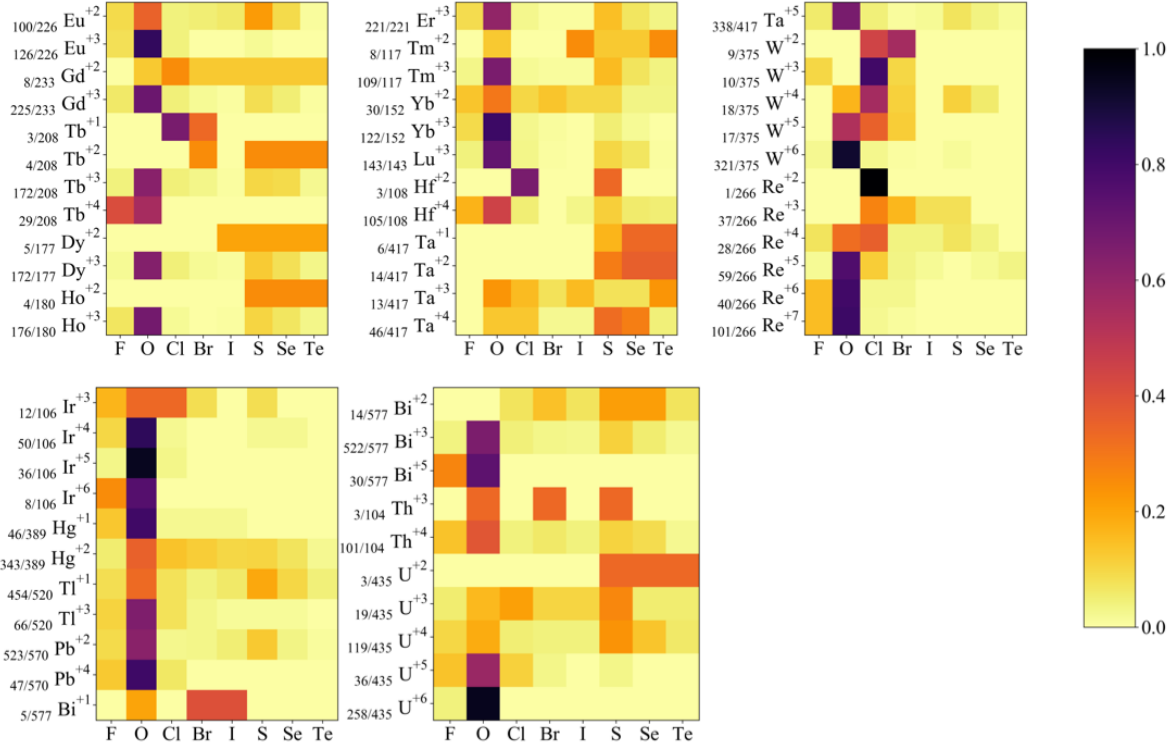 100/226 Eu+2
126/226 Eu+3
8/233 Gd+2
225/233 Gd+3
3/208 Tb+1
4/208 Tb+2
172/208 Tb+3
29/208 Tb+4
5/177 Dy+2
172/177 Dy+3
4/180 Ho+2
176/180 Ho+3
F O Cl Br I S Se Te
221/221 Er+3
8/117 Tm+2
109/117 Tm+3
30/152 Yb+2
122/152 Yb+3
143/143 Lu+3
3/108 Hf+2
105/108 Hf+4
6/417 Ta+1
14/417 Ta+2
13/417 Ta+3
46/417 Ta+4
F O Cl Br I S Se Te
338/417 Ta+5
9/375 W+2
10/375 W+3
18/375 W+4
17/375 W+5
321/375 W+6
1/266 Re+2
37/266 Re+3
28/266 Re+4
59/266 Re+5
40/266 Re+6
101/266 Re+7
F O Cl Br I S Se Te
1.0
0.8
0.6
0.4
0.2
0.0
12/106 Ir+3
50/106 Ir+4
36/106 Ir+5
8/106 Ir+6
46/389 Hg+1
343/389 Hg+2
454/520 Tl+1
66/520 Tl+3
523/570 Pb+2
47/570 Pb+4
5/577 Bi+1
F O Cl Br I S Se Te
14/577 Bi+2
522/577 Bi+3
30/577 Bi+5
3/104 Th+3
101/104 Th+4
3/435 U+2
19/435 U+3
119/435 U+4
36/435 U+5
258/435 U+6
F O Cl Br I S Se Te